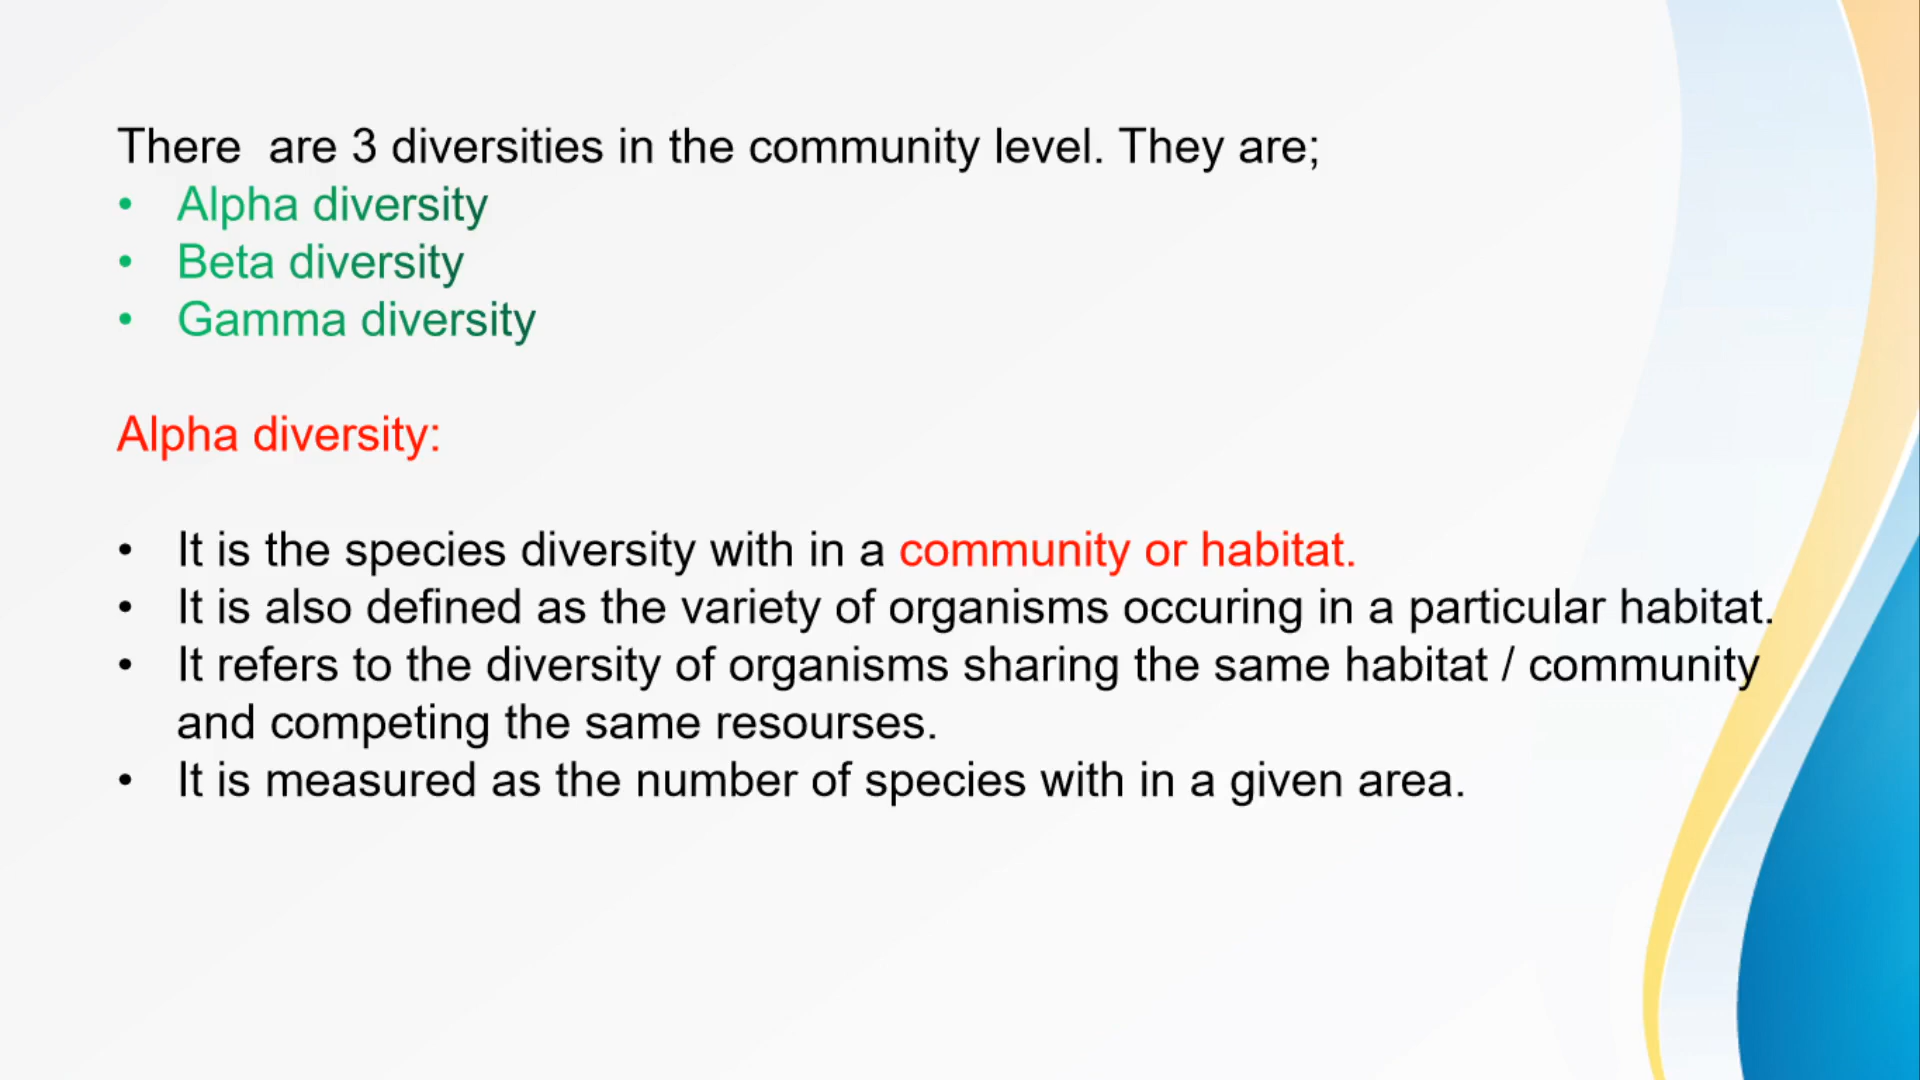 There  are 3 diversities in the community level. They are;
• Alpha diversity
• Beta diversity
• Gamma diversity
Alpha diversity:
• It is the species diversity with in a community or habitat.
• It is also defined as the variety of organisms occuring in a particular habitat.
• It refers to the diversity of organisms sharing the same habitat / community
and competing the same resourses.
• It is measured as the number of species with in a given area.